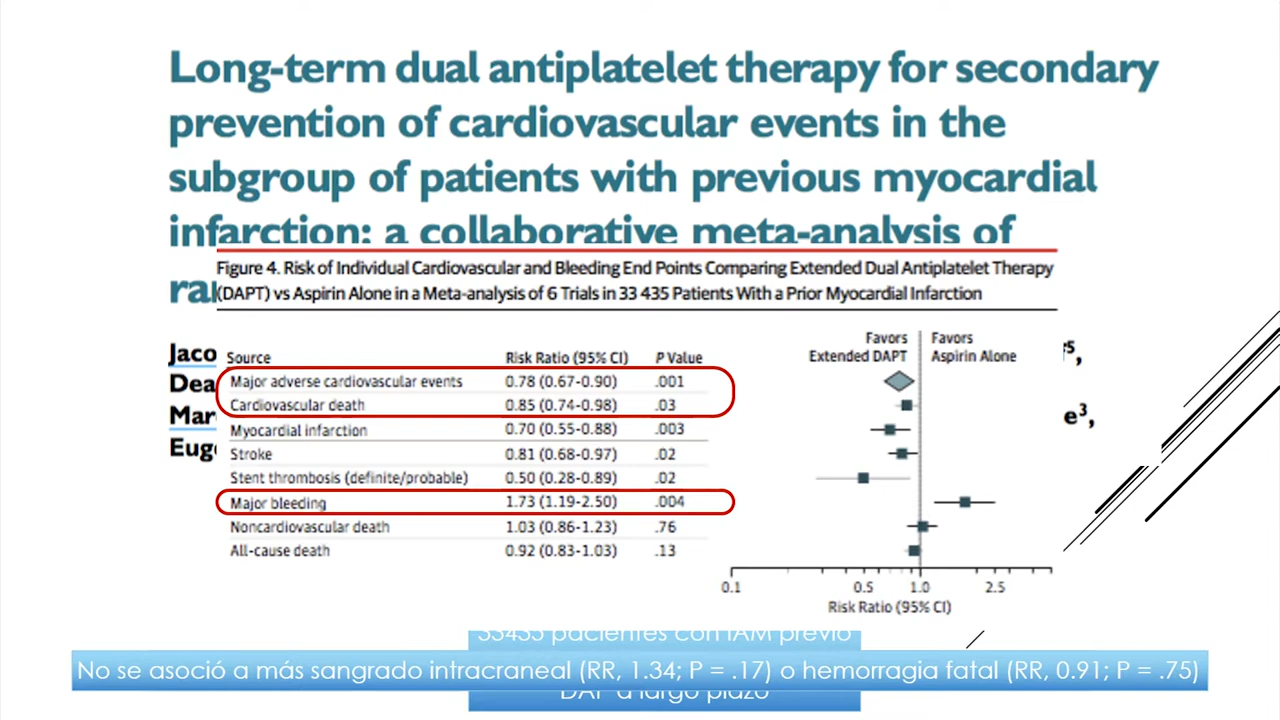 Long-term dual antiplatelet therapy for secondary
prevention of cardiovascular events in the
subgroup of patients with previous myocardial
infarction: a collaborative meta-analysis of
Figure 4. Risk of Individual Cardiovascular and Bleeding End Points Comparing Extended Dual Antiplatelet Therapy
(DAPT) vs Aspirin Alone in a Meta-analysis of 6 Trials in 33 435 Patients With a Prior Myocardial Infarction
Favors Extended DAPT
Favors Aspirin Alone
Source Risk Ratio (95% CI) P Value
Major adverse cardiovascular events 0.78 (0.67-0.90) .001
Cardiovascular death 0.85 (0.74-0.98) .03
Myocardial infarction 0.70 (0.55-0.88) .003
Stroke 0.81 (0.68-0.97) .02
Stent thrombosis (definite/probable) 0.50 (0.28-0.89) .02
Major bleeding 1.73 (1.19-2.50) .004
Noncardiovascular death 1.03 (0.86-1.23) .76
All-cause death 0.92 (0.83-1.03) .13
0.1 0.5 1.0 2.5
Risk Ratio (95% CI)
33435 pacientes con IAM previo
No se asoció a más sangrado intracraneal (RR, 1.34; P = .17) o hemorragia fatal (RR, 0.91; P = .75)
DAP a largo plazo